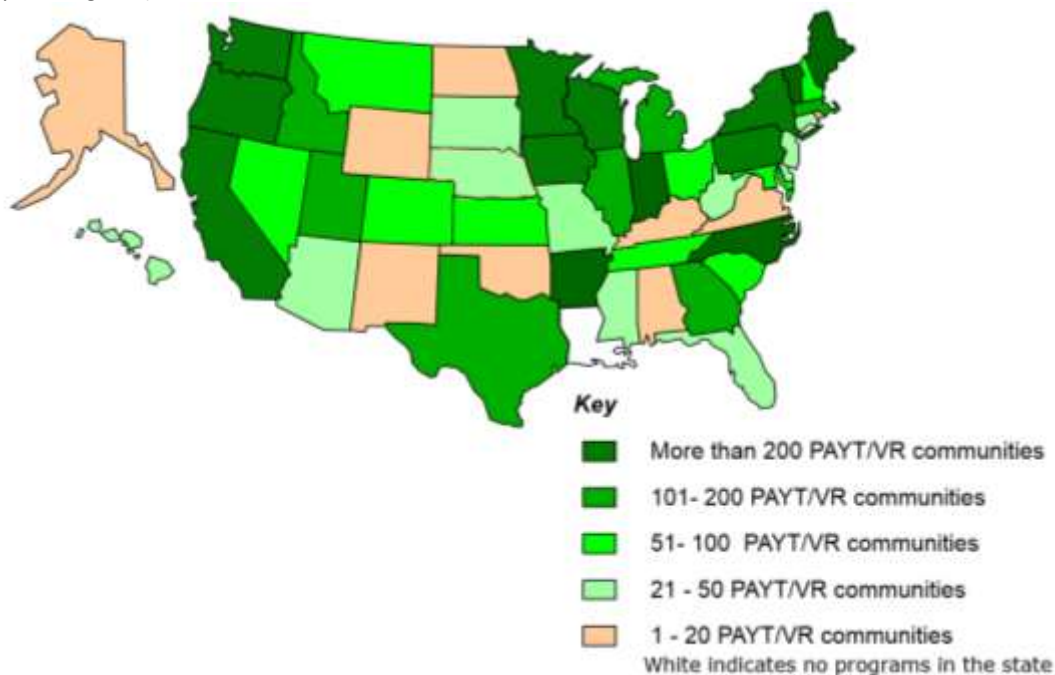 Key
More than 200 PAYT/VR communities
101- 200 PAYT/VR communities
51- 100 PAYT/VR communities
21 - 50 PAYT/VR communities
1 - 20 PAYT/VR communities
White indicates no programs in the state